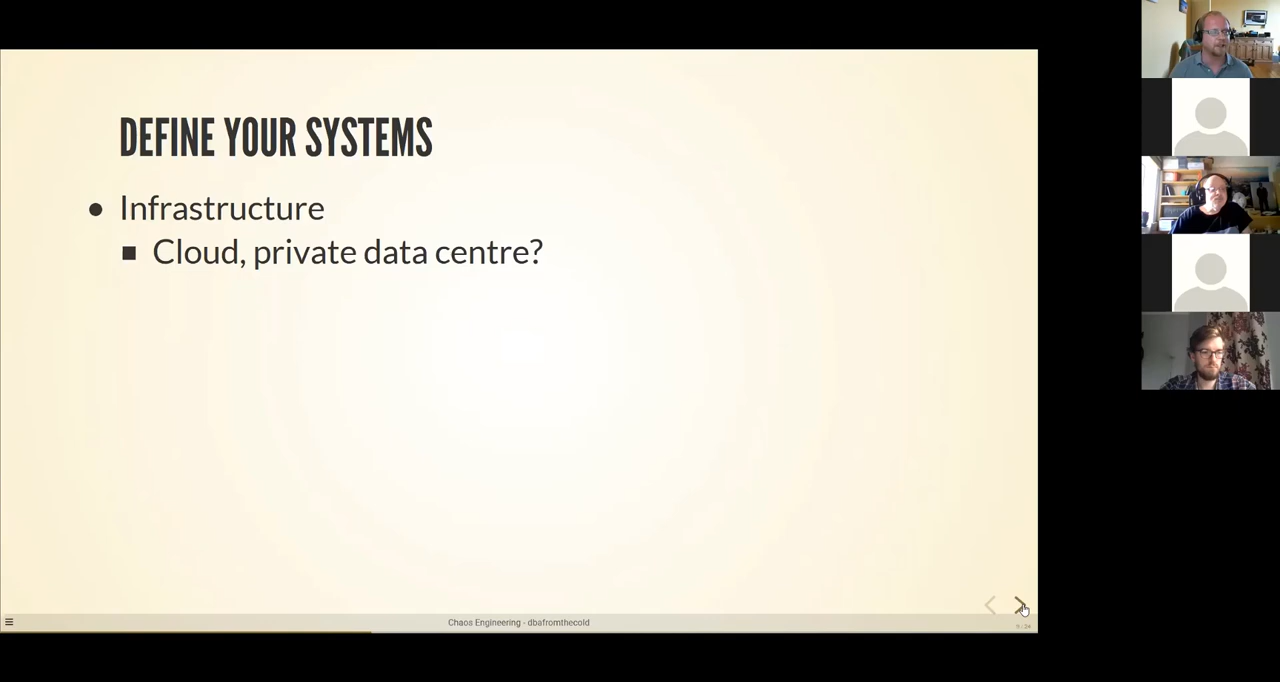 DEFINE YOUR SYSTEMS
Infrastructure
Cloud, private data centre?
Chaos Engineering - dbafromthecold